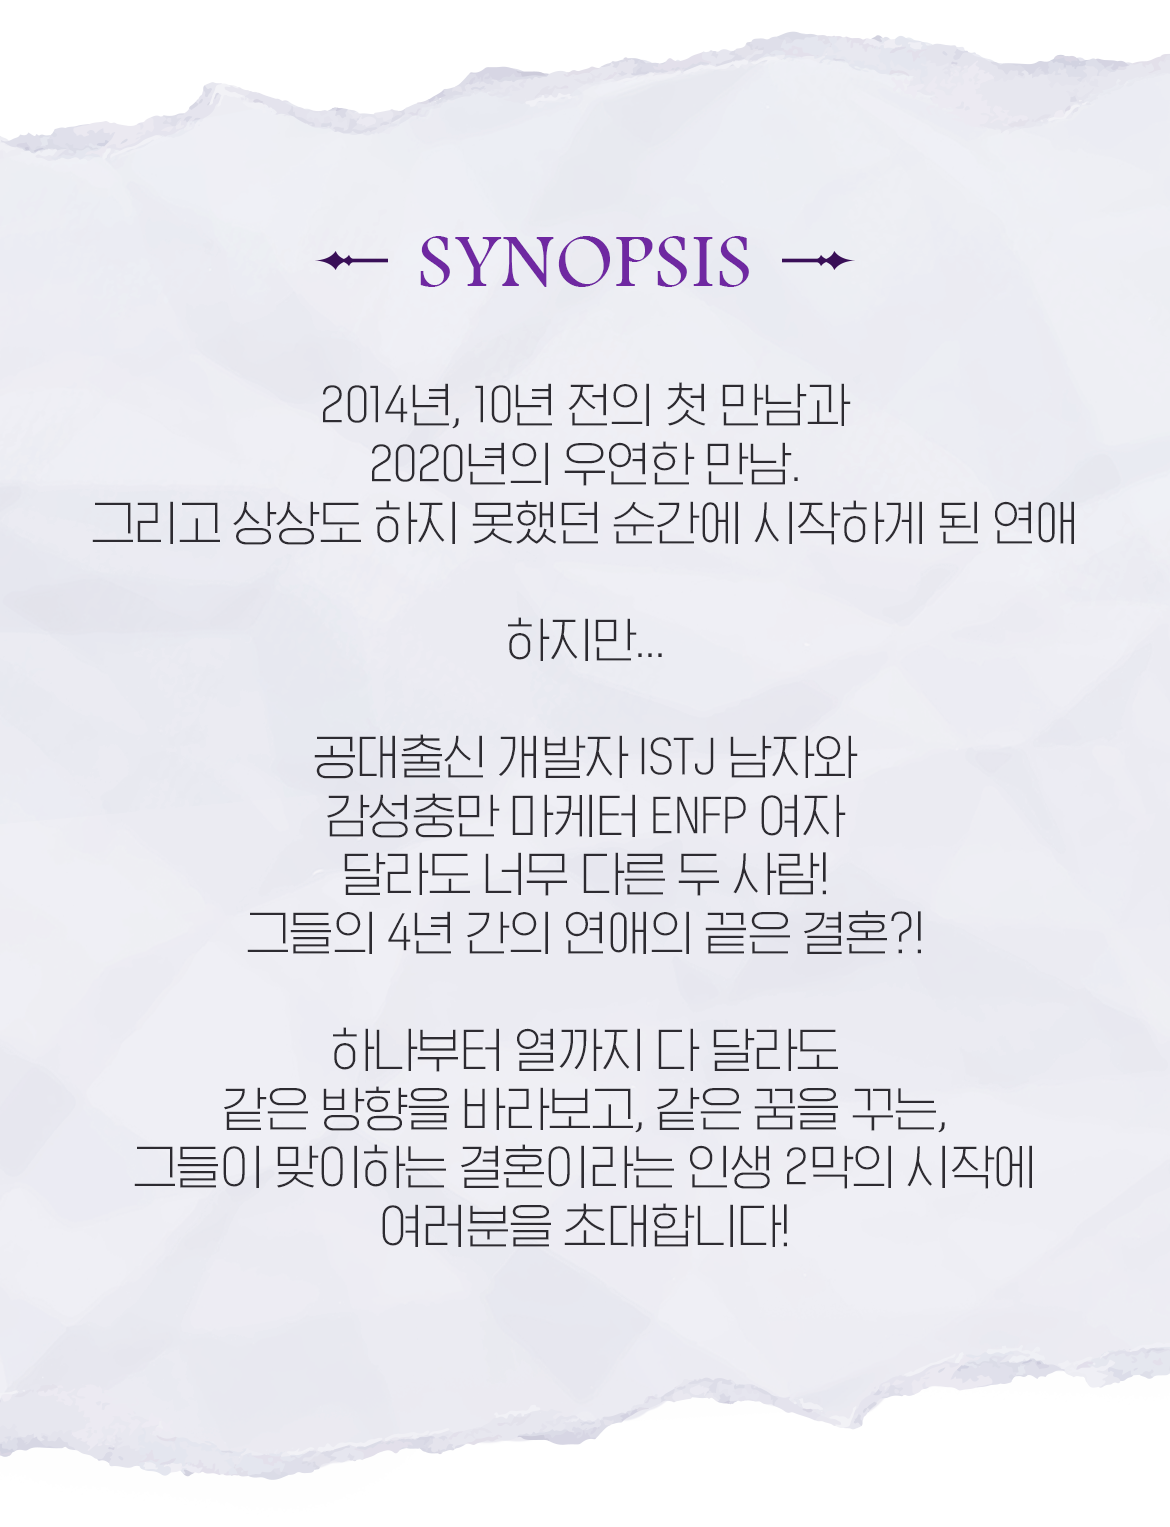 SYNOPSIS
2014년, 10년 전의 첫 만남과
2020년의 우연한 만남.
그리고 상상도 하지 못했던 순간에 시작하게 된 연애
하지만...
공대출신 개발자 ISTJ 남자와
감성충만 마케터 ENFP 여자
달라도 너무 다른 두 사람!
그들의 4년 간의 연애의 끝은 결혼?!
하나부터 열까지 다 달라도
같은 방향을 바라보고, 같은 꿈을 꾸는,
그들이 맞이하는 결혼이라는 인생 2막의 시작에
여러분을 초대합니다!